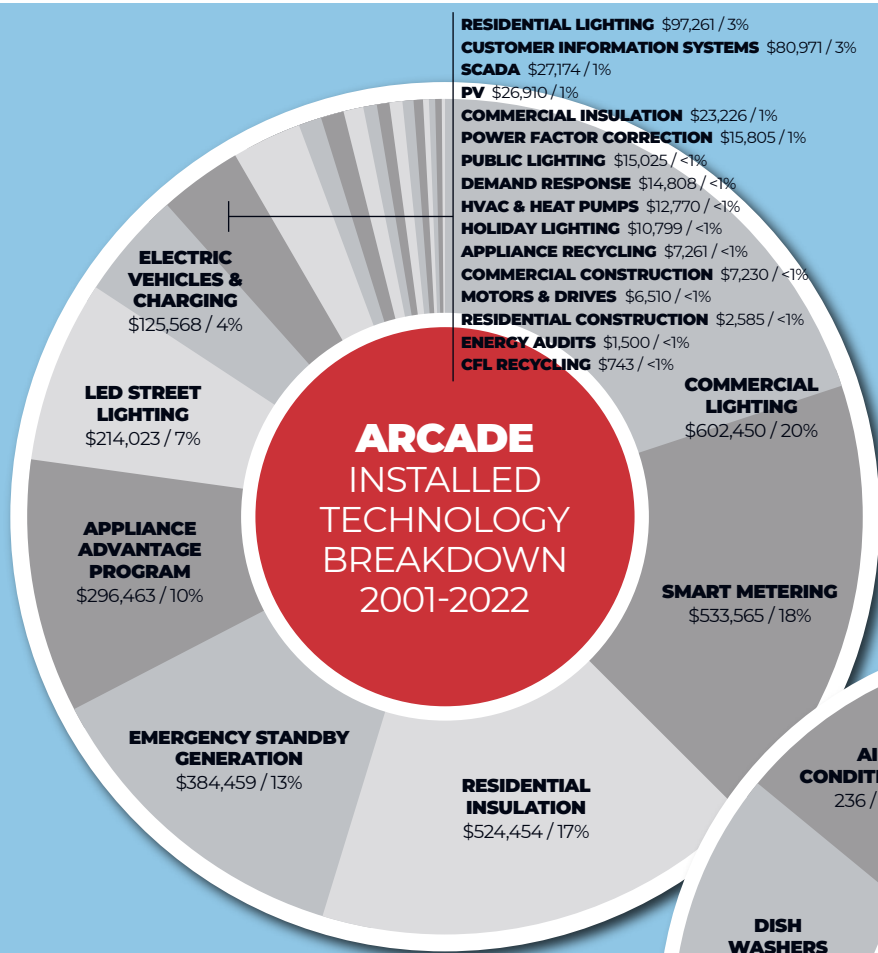 RESIDENTIAL LIGHTING $97,261 / 3%
CUSTOMER INFORMATION SYSTEMS $80,971 / 3%
SCADA $27,174 / 1%
PV $26,910 / 1%
COMMERCIAL INSULATION $23,226 / 1%
POWER FACTOR CORRECTION $15,805 / 1%
PUBLIC LIGHTING $15,025 / <1%
DEMAND RESPONSE $14,808 / <1%
HVAC & HEAT PUMPS $12,770 / <1%
HOLIDAY LIGHTING $10,799 / <1%
APPLIANCE RECYCLING $7,261 / <1%
COMMERCIAL CONSTRUCTION $7,230 / <1%
MOTORS & DRIVES $6,510 / <1%
RESIDENTIAL CONSTRUCTION $2,585 / <1%
ENERGY AUDITS $1,500 / <1%
CFL RECYCLING $743 / <1%
ELECTRIC
VEHICLES &
CHARGING
$125,568 / 4%
LED STREET
LIGHTING
$214,023 / 7%
APPLIANCE
ADVANTAGE
PROGRAM
$296,463 / 10%
EMERGENCY STANDBY
GENERATION
$384,459 / 13%
RESIDENTIAL
INSULATION
$524,454 / 17%
SMART METERING
$533,565 / 18%
COMMERCIAL
LIGHTING
$602,450 / 20%
ARCADE
INSTALLED
TECHNOLOGY
BREAKDOWN
2001-2022
236 /
DISH
WASHERS